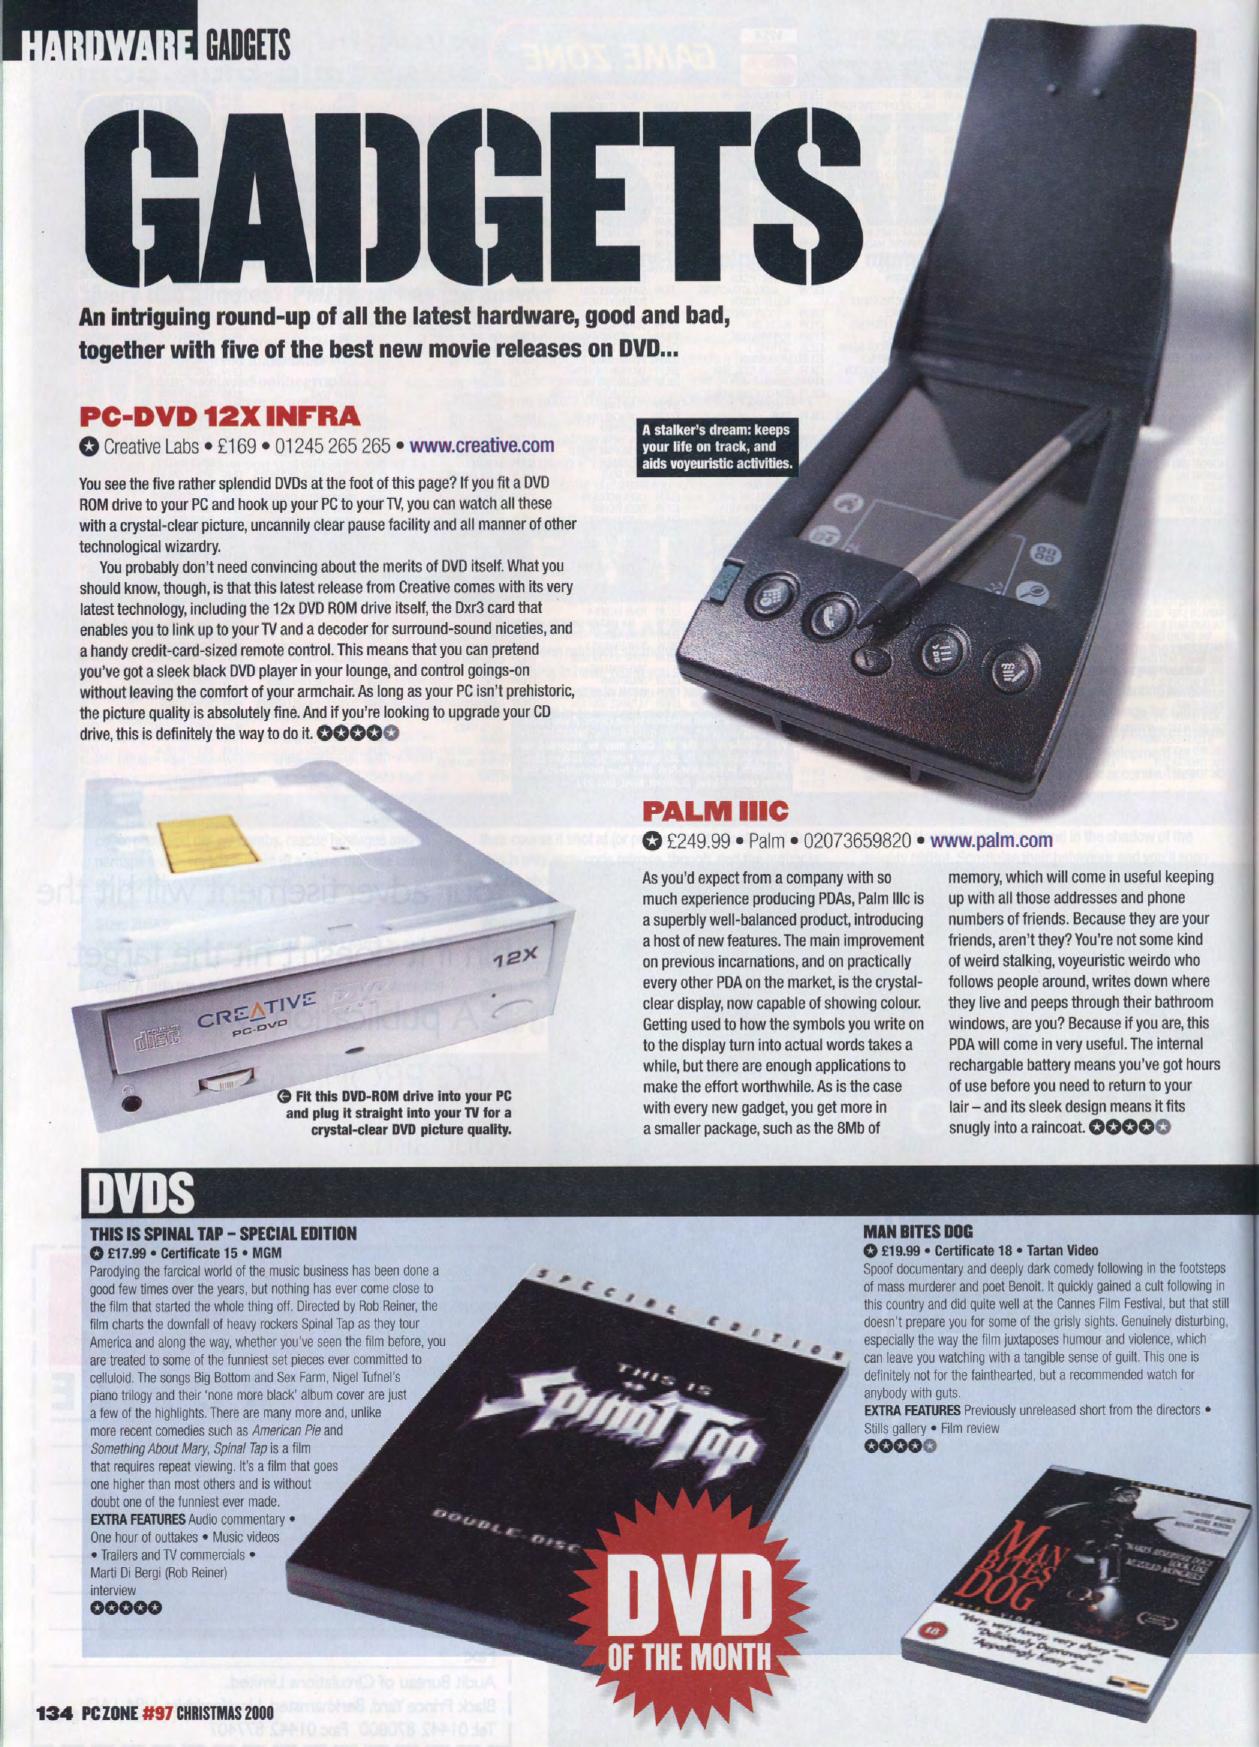 HARDWARE GADGETS
GADGETS
An intriguing round-up of all the latest hardware, good and bad,
together with five of the best new movie releases on DVD...
PC-DVD 12X INFRA
Creative Labs • £169 • 01245 265 265 • www.creative.com
You see the five rather splendid DVDs at the foot of this page? If you fit a DVD
ROM drive to your PC and hook up your PC to your TV, you can watch all these
with a crystal-clear picture, uncannily clear pause facility and all manner of other
technological wizardry.
You probably don't need convincing about the merits of DVD itself. What you
should know, though, is that this latest release from Creative comes with its very
latest technology, including the 12x DVD ROM drive itself, the Dxr3 card that
enables you to link up to your TV and a decoder for surround-sound niceties, and
a handy credit-card-sized remote control. This means that you can pretend
you've got a sleek black DVD player in your lounge, and control goings-on
without leaving the comfort of your armchair. As long as your PC isn't prehistoric,
the picture quality is absolutely fine. And if you're looking to upgrade your CD
drive, this is definitely the way to do it.
A stalker's dream: keeps
your life on track, and
aids voyeuristic activities.
12X
CREATIVE DVD
PC-DVD
disc
Fit this DVD-ROM drive into your PC
and plug it straight into your TV for a
crystal-clear DVD picture quality.
PALM IIIC
£249.99 • Palm • 02073659820 • www.palm.com
As you'd expect from a company with so
much experience producing PDAs, Palm IIIc is
a superbly well-balanced product, introducing
a host of new features. The main improvement
on previous incarnations, and on practically
every other PDA on the market, is the crystal-
clear display, now capable of showing colour.
Getting used to how the symbols you write on
to the display turn into actual words takes a
while, but there are enough applications to
make the effort worthwhile. As is the case
with every new gadget, you get more in
a smaller package, such as the 8Mb of
memory, which will come in useful keeping
up with all those addresses and phone
numbers of friends. Because they are your
friends, aren't they? You're not some kind
of weird stalking, voyeuristic weirdo who
follows people around, writes down where
they live and peeps through their bathroom
windows, are you? Because if you are, this
PDA will come in very useful. The internal
rechargable battery means you've got hours
of use before you need to return to your
lair – and its sleek design means it fits
snugly into a raincoat.
DVDS
THIS IS SPINAL TAP – SPECIAL EDITION
£17.99 • Certificate 15 • MGM
Parodying the farcical world of the music business has been done a
good few times over the years, but nothing has ever come close to
the film that started the whole thing off. Directed by Rob Reiner, the
film charts the downfall of heavy rockers Spinal Tap as they tour
America and along the way, whether you've seen the film before, you
are treated to some of the funniest set pieces ever committed to
celluloid. The songs Big Bottom and Sex Farm, Nigel Tufnel's
piano trilogy and their 'none more black' album cover are just
a few of the highlights. There are many more and, unlike
more recent comedies such as American Pie and
Something About Mary, Spinal Tap is a film
that requires repeat viewing. It's a film that goes
one higher than most others and is without
doubt one of the funniest ever made.
EXTRA FEATURES Audio commentary •
One hour of outtakes • Music videos
• Trailers and TV commercials •
Marti Di Bergi (Rob Reiner)
interview
SPECIAL EDITION
THIS IS
Spinal Tap
DOUBLE-DISC
DVD
OF THE MONTH
MAN BITES DOG
£19.99 • Certificate 18 • Tartan Video
Spoof documentary and deeply dark comedy following in the footsteps
of mass murderer and poet Benoit. It quickly gained a cult following in
this country and did quite well at the Cannes Film Festival, but that still
doesn't prepare you for some of the grisly sights. Genuinely disturbing,
especially the way the film juxtaposes humour and violence, which
can leave you watching with a tangible sense of guilt. This one is
definitely not for the fainthearted, but a recommended watch for
anybody with guts.
EXTRA FEATURES Previously unreleased short from the directors •
Stills gallery • Film review
"MAKES RESERVOIR DOGS
LOOK LIKE
MUZZLED MONGRELS"
MAN
BITES
DOG
TARTAN VIDEO
18
"Very, very funny, very sharp"
"Deliciously Depraved"
"Appallingly funny"
134 PCZONE #97 CHRISTMAS 2000